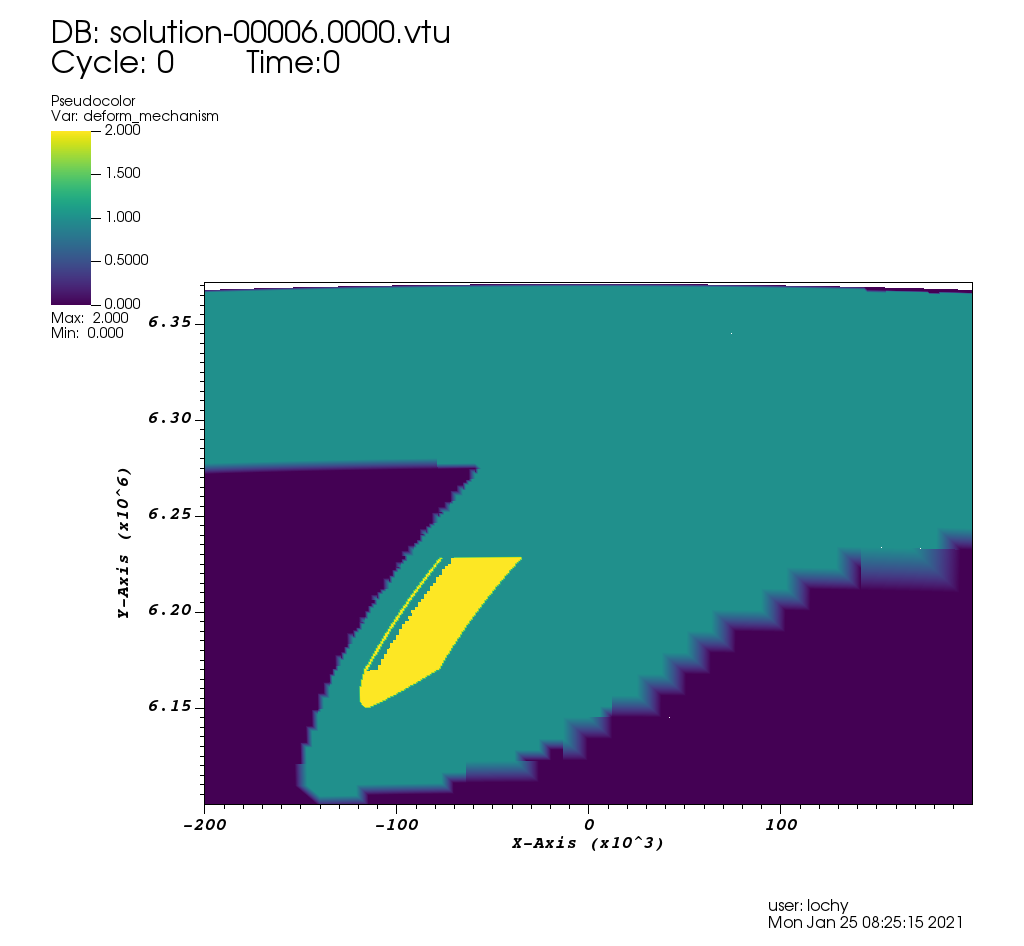 DB: solution-00006.0000.vtu
Cycle: 0 Time:0
Pseudocolor
Var: deform_mechanism
2.000
1.500
1.000
0.5000
0.000
Max: 2.000
Min: 0.000
6.35
6.30
6.25
6.20
6.15
Y-Axis (x10^6)
-200 -100 0 100
X-Axis (x10^3)
user: lochy
Mon Jan 25 08:25:15 2021